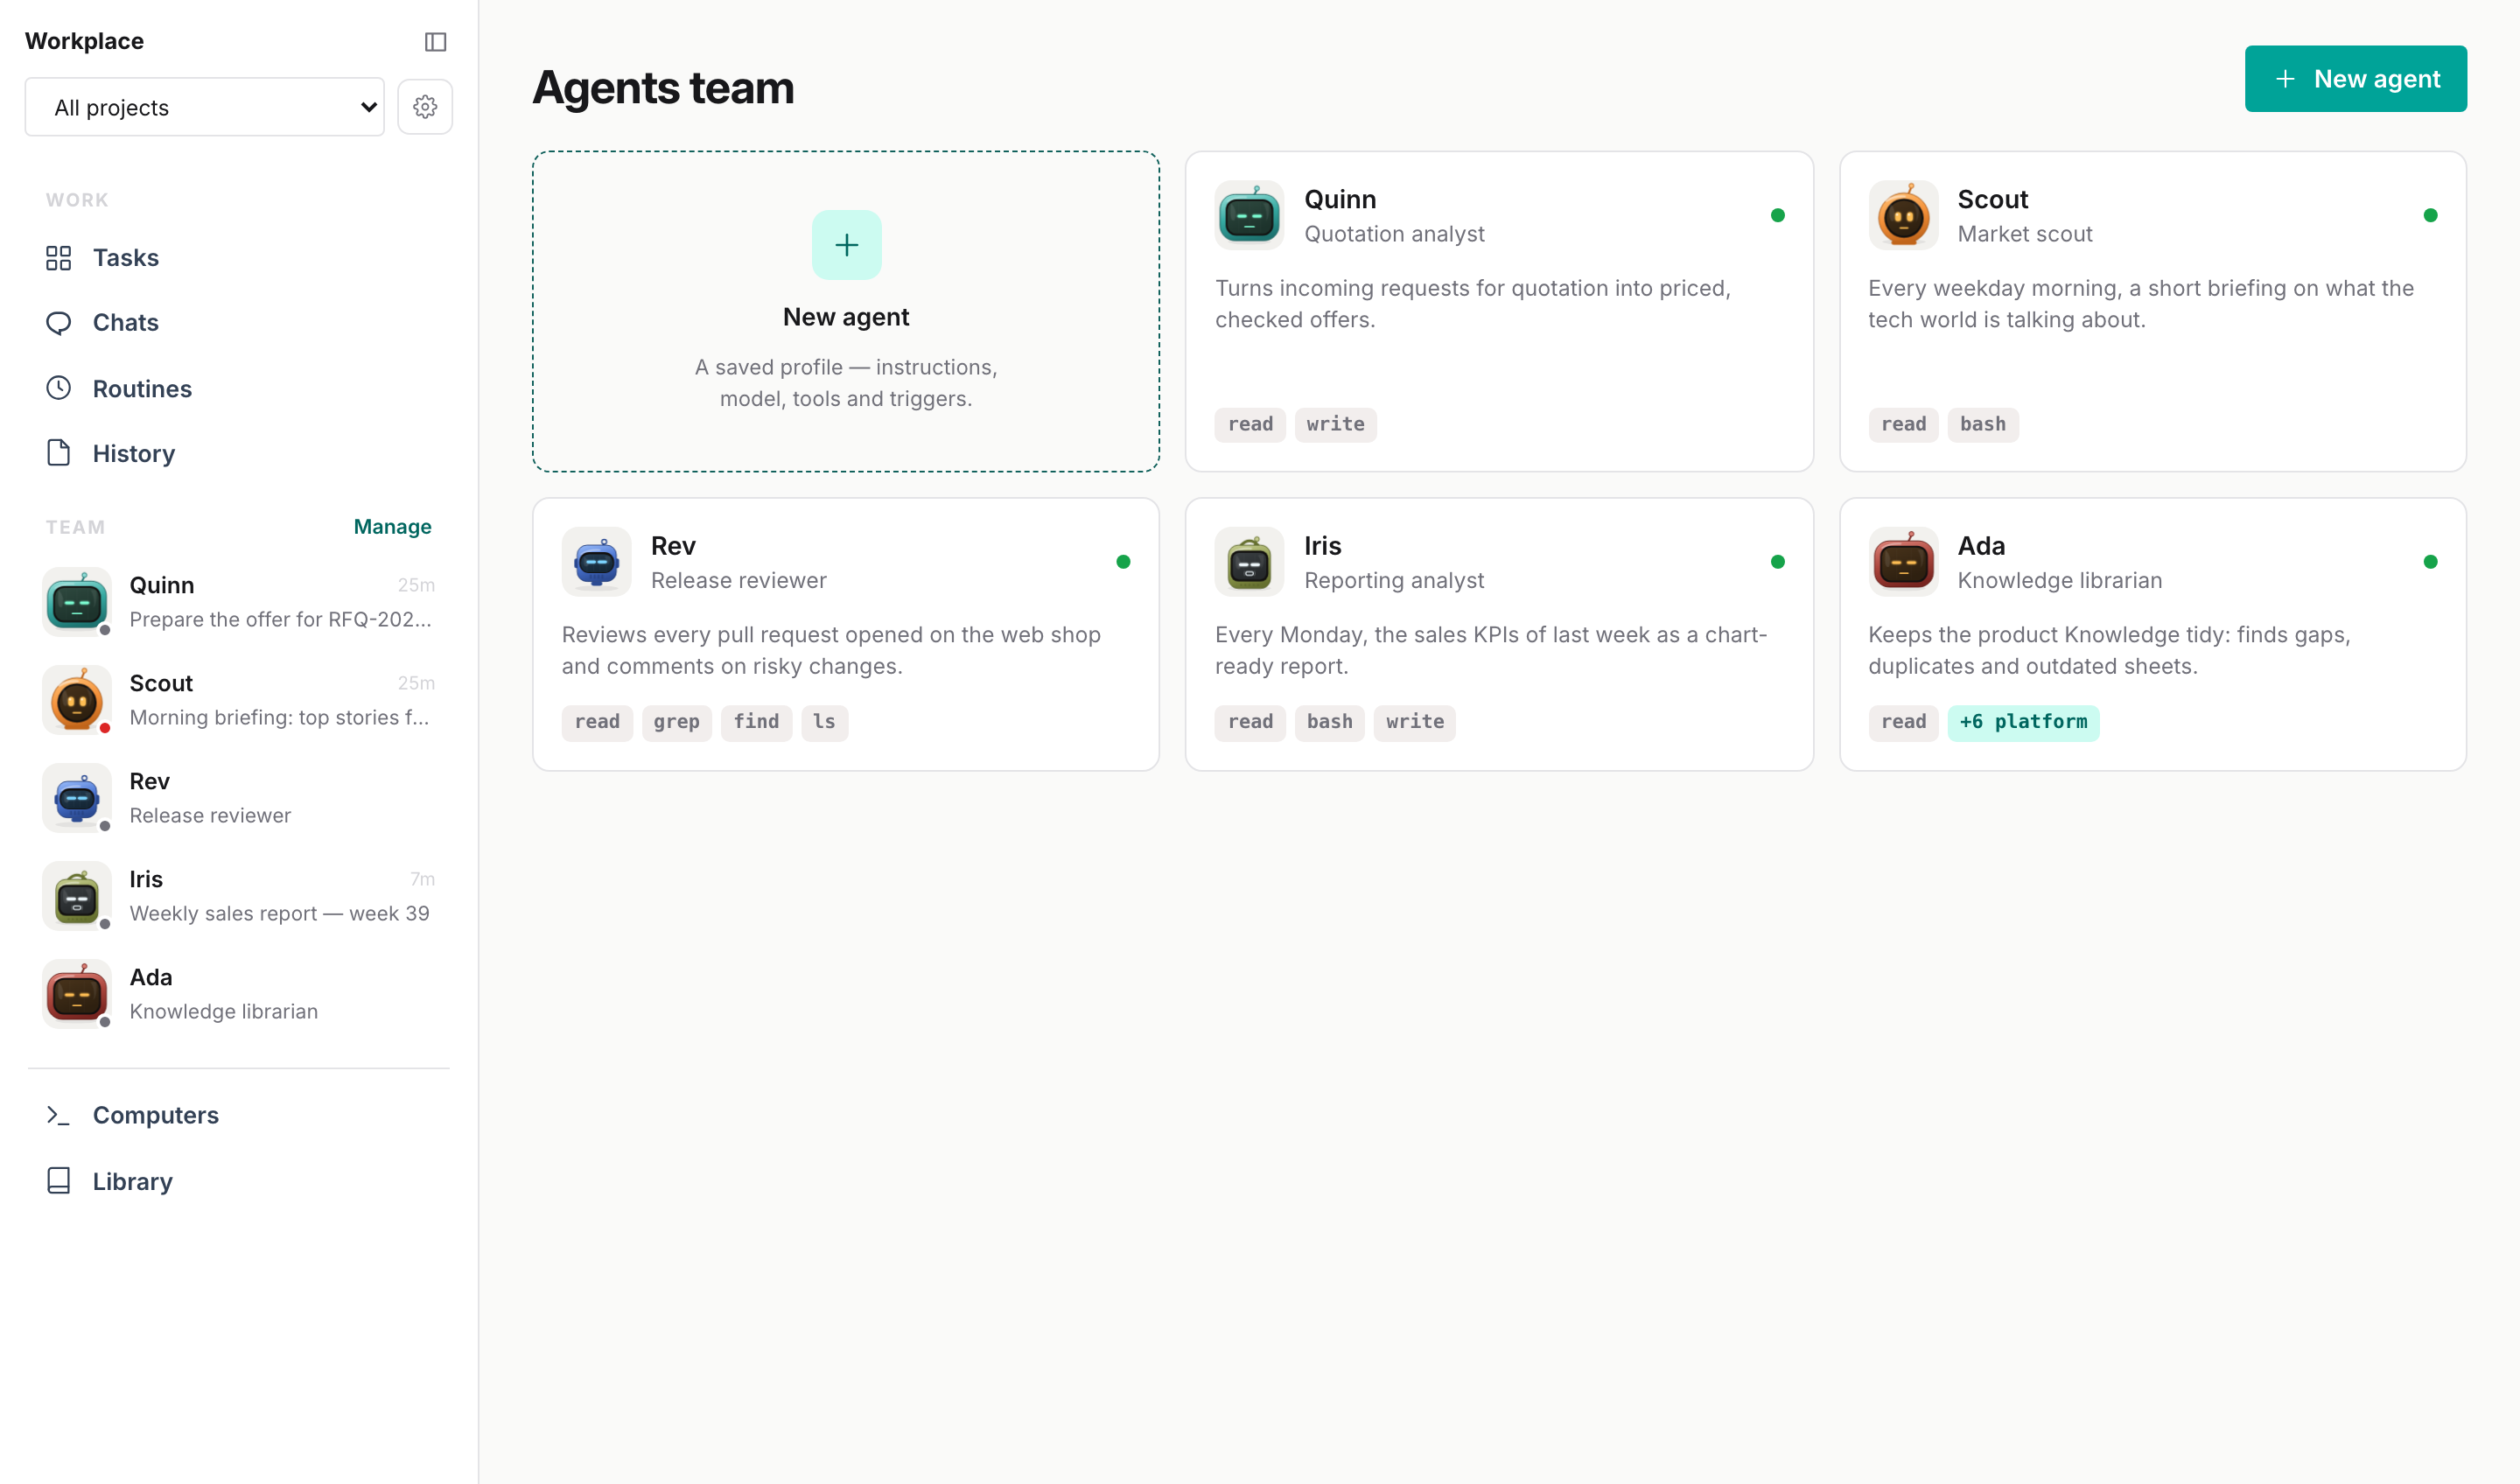 Workplace
All projects
WORK
Tasks
Chats
Routines
History
TEAM Manage
Quinn 25m
Prepare the offer for RFQ-202...
Scout 25m
Morning briefing: top stories f...
Rev
Release reviewer
Iris 7m
Weekly sales report — week 39
Ada
Knowledge librarian
Computers
Library
Agents team
+ New agent
New agent
A saved profile — instructions,
model, tools and triggers.
Quinn
Quotation analyst
Turns incoming requests for quotation into priced,
checked offers.
read write
Scout
Market scout
Every weekday morning, a short briefing on what the
tech world is talking about.
read bash
Rev
Release reviewer
Reviews every pull request opened on the web shop
and comments on risky changes.
read grep find ls
Iris
Reporting analyst
Every Monday, the sales KPIs of last week as a chart-
ready report.
read bash write
Ada
Knowledge librarian
Keeps the product Knowledge tidy: finds gaps,
duplicates and outdated sheets.
read +6 platform